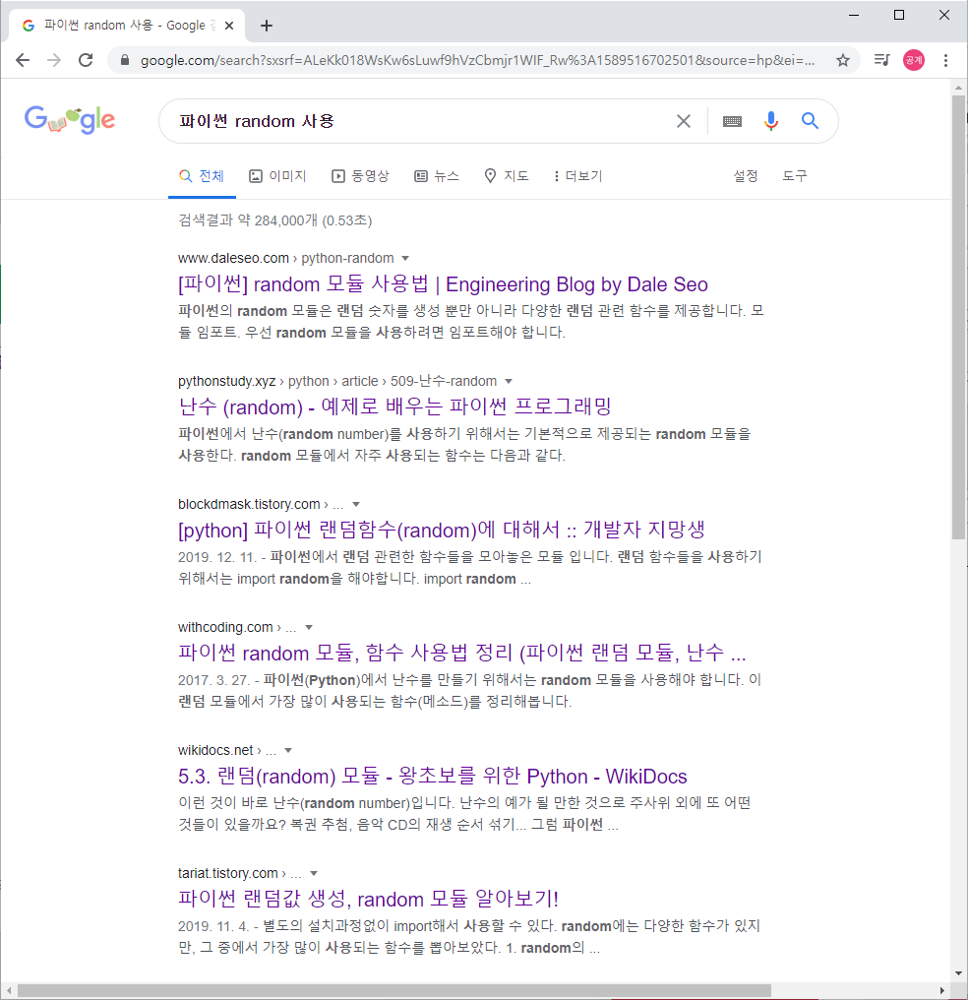 파이썬 random 사용 - Google
google.com/search?sxsrf=ALeKk018WsKw6sLuwf9hVzCbmjr1WIF_Rw%3A1589516702501&source=hp&ei=...
공계
Google
파이썬 random 사용
전체 이미지 동영상 뉴스 지도 더보기 설정 도구
검색결과 약 284,000개 (0.53초)
www.daleseo.com › python-random
[파이썬] random 모듈 사용법 | Engineering Blog by Dale Seo
파이썬의 random 모듈은 랜덤 숫자를 생성 뿐만 아니라 다양한 랜덤 관련 함수를 제공합니다. 모
듈 임포트. 우선 random 모듈을 사용하려면 임포트해야 합니다.
pythonstudy.xyz › python › article › 509-난수-random
난수 (random) - 예제로 배우는 파이썬 프로그래밍
파이썬에서 난수(random number)를 사용하기 위해서는 기본적으로 제공되는 random 모듈을
사용한다. random 모듈에서 자주 사용되는 함수는 다음과 같다.
blockdmask.tistory.com › ...
[python] 파이썬 랜덤함수(random)에 대해서 :: 개발자 지망생
2019. 12. 11. - 파이썬에서 랜덤 관련한 함수들을 모아놓은 모듈 입니다. 랜덤 함수들을 사용하기
위해서는 import random을 해야합니다. import random ...
withcoding.com › ...
파이썬 random 모듈, 함수 사용법 정리 (파이썬 랜덤 모듈, 난수 ...
2017. 3. 27. - 파이썬(Python)에서 난수를 만들기 위해서는 random 모듈을 사용해야 합니다. 이
랜덤 모듈에서 가장 많이 사용되는 함수(메소드)를 정리해봅니다.
wikidocs.net › ...
5.3. 랜덤(random) 모듈 - 왕초보를 위한 Python - WikiDocs
이런 것이 바로 난수(random number)입니다. 난수의 예가 될 만한 것으로 주사위 외에 또 어떤
것들이 있을까요? 복권 추첨, 음악 CD의 재생 순서 섞기... 그럼 파이썬 ...
tariat.tistory.com › ...
파이썬 랜덤값 생성, random 모듈 알아보기!
2019. 11. 4. - 별도의 설치과정없이 import해서 사용할 수 있다. random에는 다양한 함수가 있지
만, 그 중에서 가장 많이 사용되는 함수를 뽑아보았다. 1. random의 ...